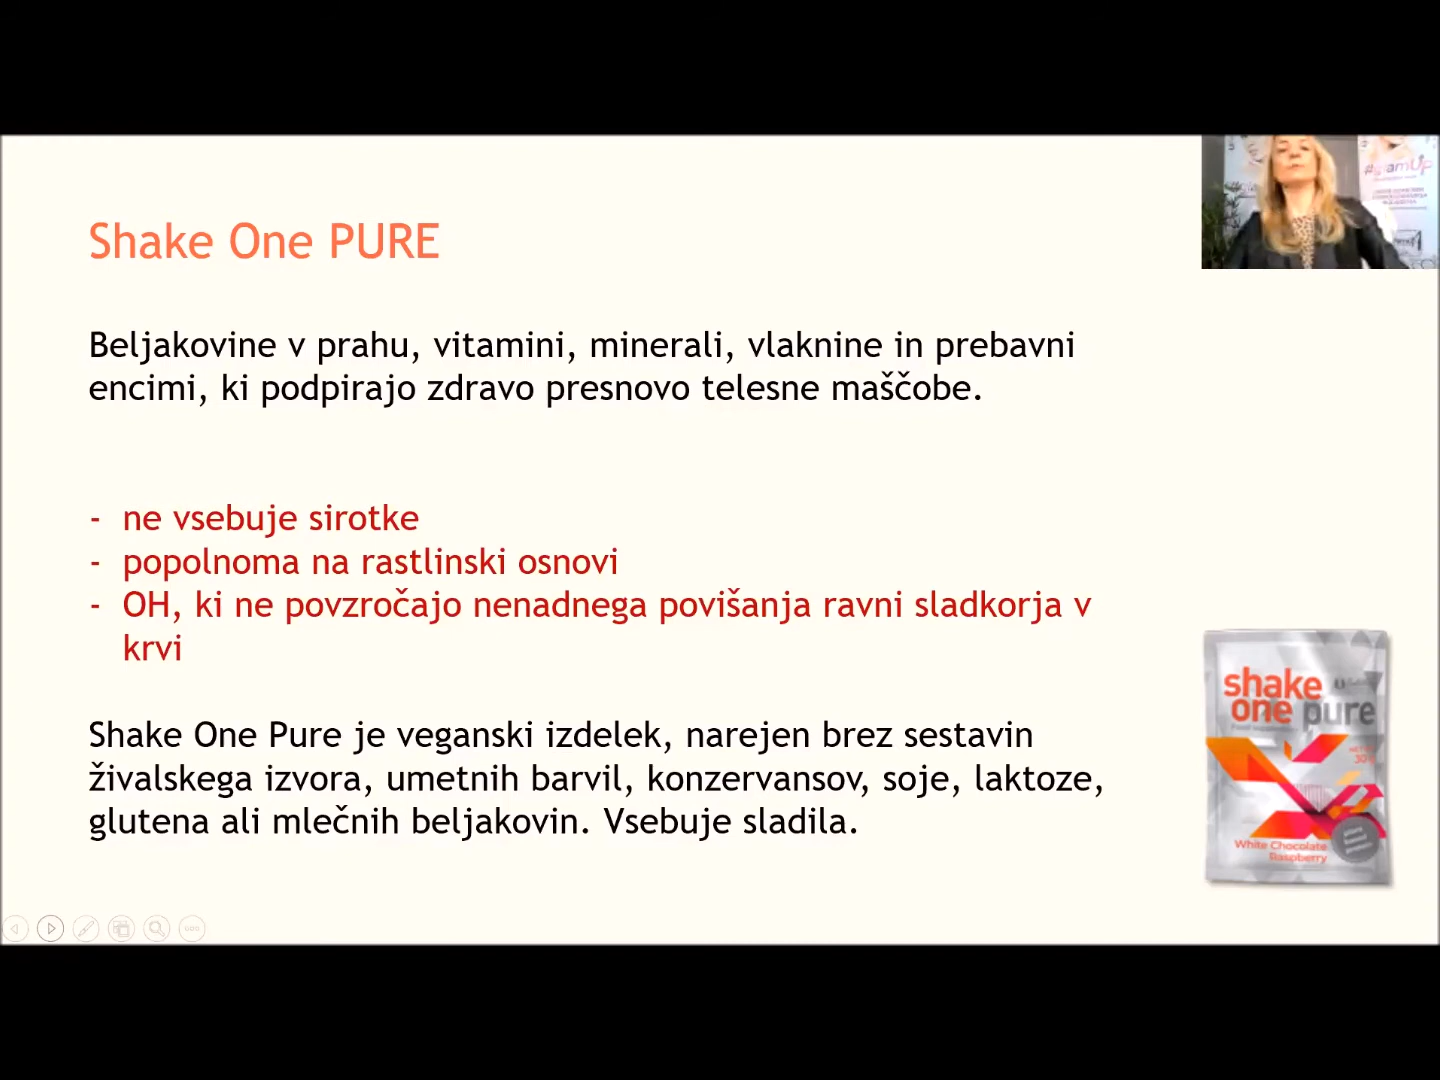 Shake One PURE
Beljakovine v prahu, vitamini, minerali, vlaknine in prebavni
encimi, ki podpirajo zdravo presnovo telesne maščobe.
- ne vsebuje sirotke
- popolnoma na rastlinski osnovi
- OH, ki ne povzročajo nenadnega povišanja ravni sladkorja v
krvi
Shake One Pure je veganski izdelek, narejen brez sestavin
živalskega izvora, umetnih barvil, konzervansov, soje, laktoze,
glutena ali mlečnih beljakovin. Vsebuje sladila.
shake
one pure
White Chocolate
Raspberry